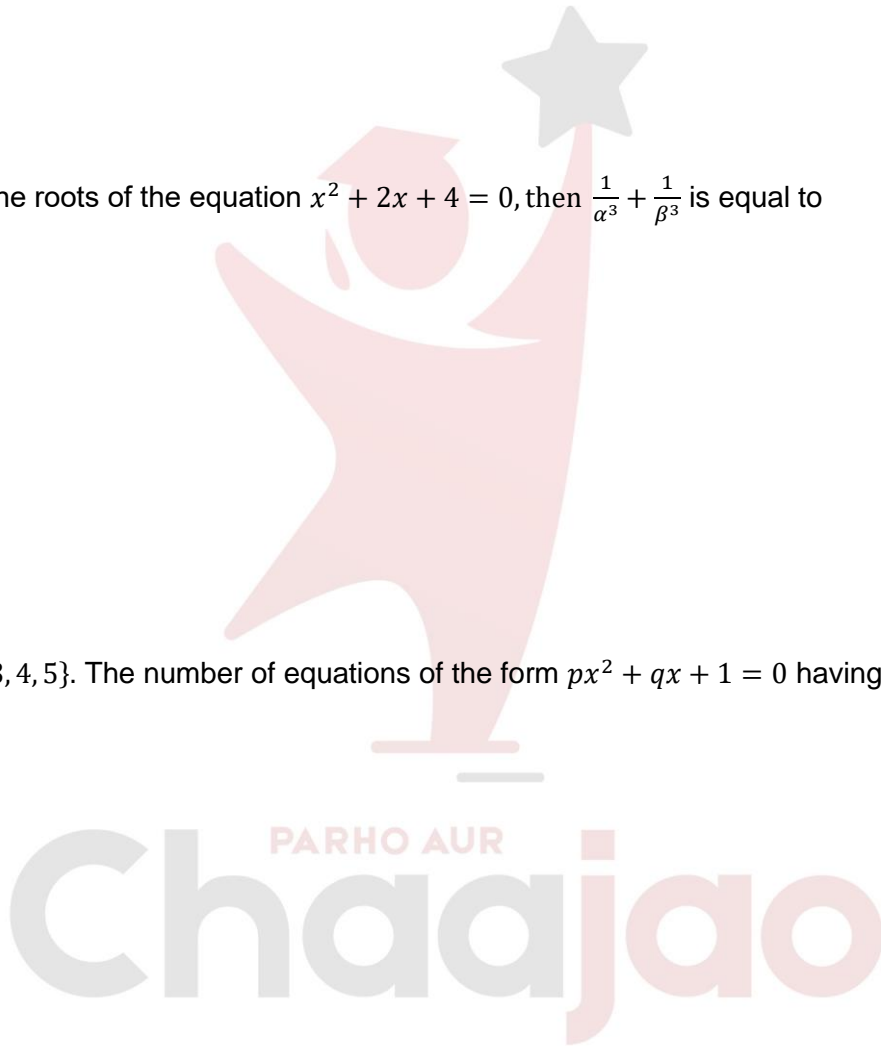 he roots of the equation 𝑥² + 2𝑥 + 4 = 0, then 1/𝛼³ + 1/𝛽³ is equal to
, 4, 5}. The number of equations of the form 𝑝𝑥² + 𝑞𝑥 + 1 = 0 having
PARHO AUR
Chaajao